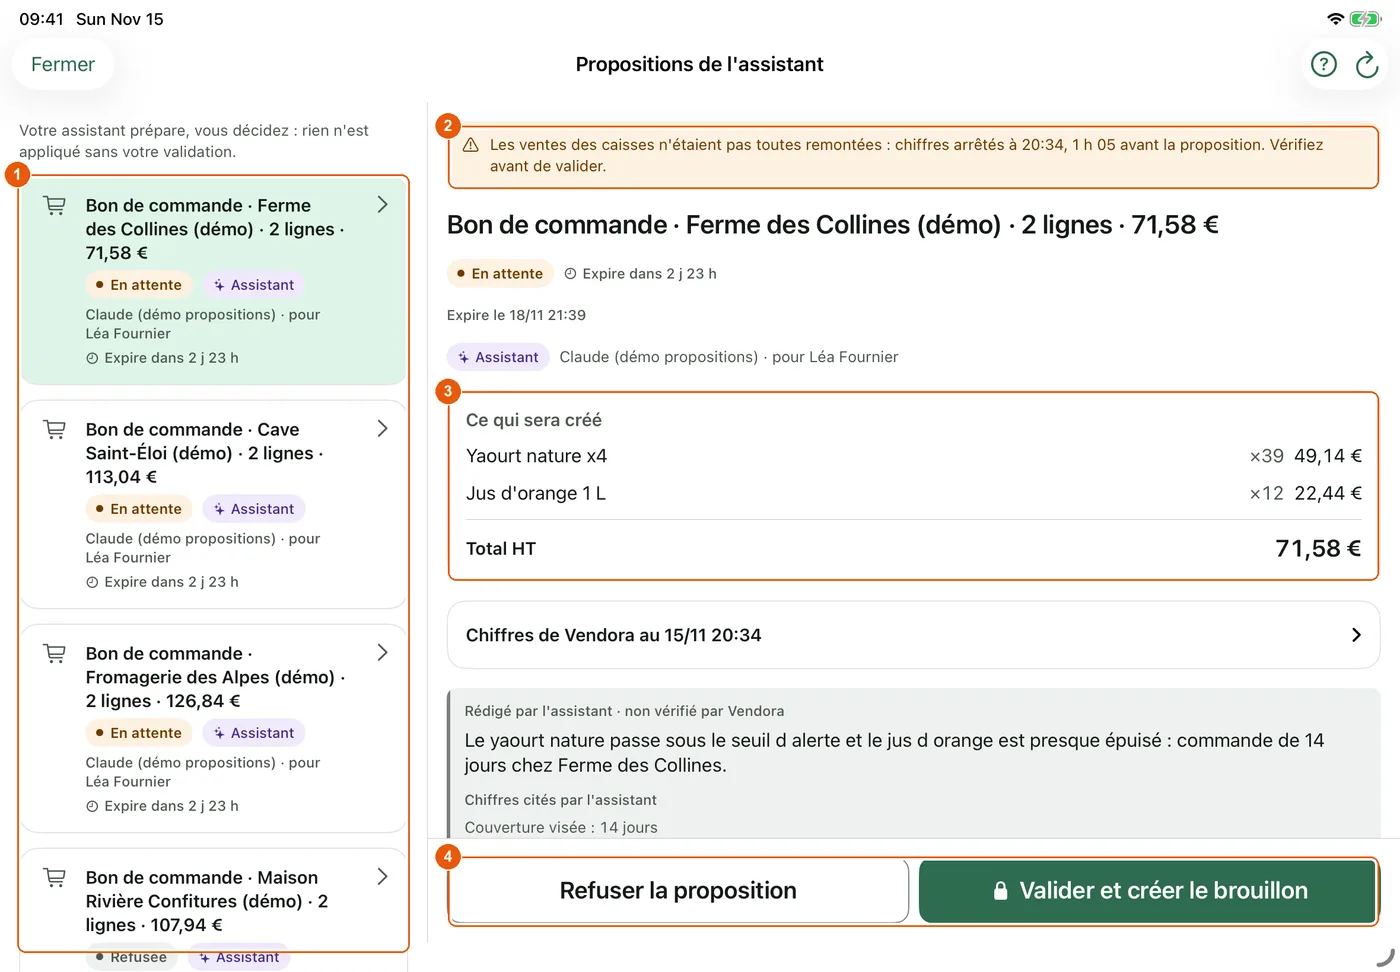 09:41 Sun Nov 15
Fermer
Propositions de l'assistant
?
Votre assistant prépare, vous décidez : rien n'est
appliqué sans votre validation.
1
Bon de commande · Ferme
des Collines (démo) · 2 lignes ·
71,58 €
En attente
Assistant
Claude (démo propositions) · pour
Léa Fournier
Expire dans 2 j 23 h
Bon de commande · Cave
Saint-Éloi (démo) · 2 lignes ·
113,04 €
En attente
Assistant
Claude (démo propositions) · pour
Léa Fournier
Expire dans 2 j 23 h
Bon de commande ·
Fromagerie des Alpes (démo) ·
2 lignes · 126,84 €
En attente
Assistant
Claude (démo propositions) · pour
Léa Fournier
Expire dans 2 j 23 h
Bon de commande · Maison
Rivière Confitures (démo) · 2
lignes · 107,94 €
Refusée
Assistant
2
Les ventes des caisses n'étaient pas toutes remontées : chiffres arrêtés à 20:34, 1 h 05 avant la proposition. Vérifiez
avant de valider.
Bon de commande · Ferme des Collines (démo) · 2 lignes · 71,58 €
En attente
Expire dans 2 j 23 h
Expire le 18/11 21:39
Assistant
Claude (démo propositions) · pour Léa Fournier
3
Ce qui sera créé
Yaourt nature x4 ×39 49,14 €
Jus d'orange 1 L ×12 22,44 €
Total HT 71,58 €
Chiffres de Vendora au 15/11 20:34
Rédigé par l'assistant · non vérifié par Vendora
Le yaourt nature passe sous le seuil d alerte et le jus d orange est presque épuisé : commande de 14
jours chez Ferme des Collines.
Chiffres cités par l'assistant
Couverture visée : 14 jours
4
Refuser la proposition
Valider et créer le brouillon